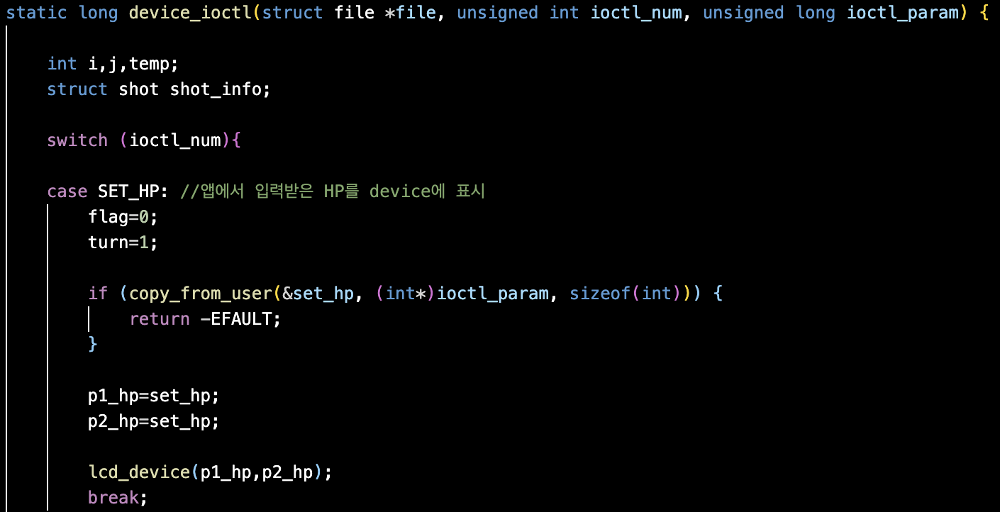 static long device_ioctl(struct file *file, unsigned int ioctl_num, unsigned long ioctl_param) {
int i,j,temp;
struct shot shot_info;
switch (ioctl_num){
case SET_HP: //앱에서 입력받은 HP를 device에 표시
flag=0;
turn=1;
if (copy_from_user(&set_hp, (int*)ioctl_param, sizeof(int))) {
return -EFAULT;
}
p1_hp=set_hp;
p2_hp=set_hp;
lcd_device(p1_hp,p2_hp);
break;